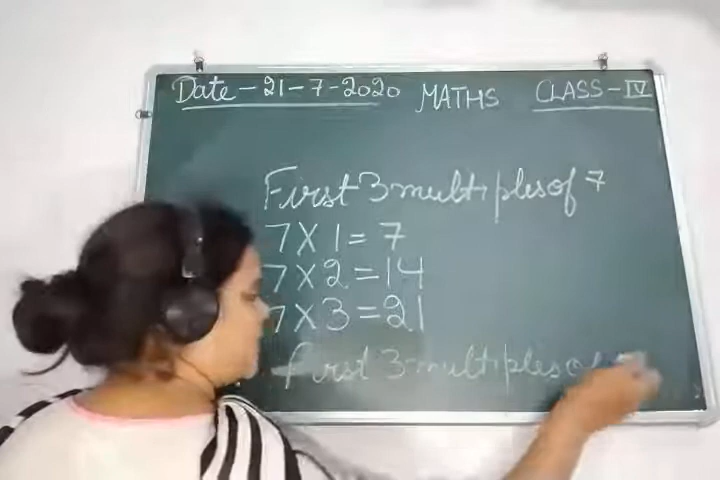 Date - 21-7-2020 MATHS CLASS-IV
First 3 multiples of 7
7 X 1 = 7
7 X 2 = 14
7 X 3 = 21
First 3 multiples of